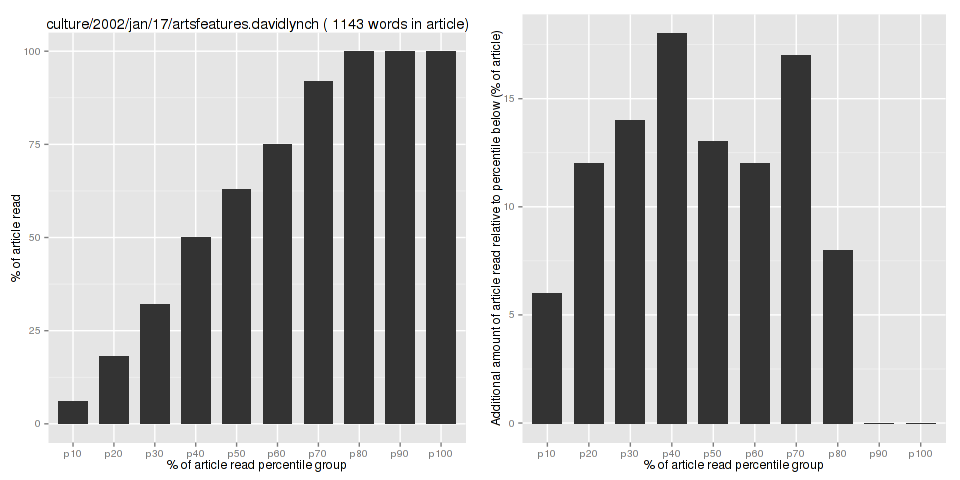 culture/2002/jan/17/artsfeatures.davidlynch ( 1143 words in article)
% of article read
100
75
50
25
0
p10 p20 p30 p40 p50 p60 p70 p80 p90 p100
% of article read percentile group
Additional amount of article read relative to percentile below (% of article)
15
10
5
0
p10 p20 p30 p40 p50 p60 p70 p80 p90 p100
% of article read percentile group